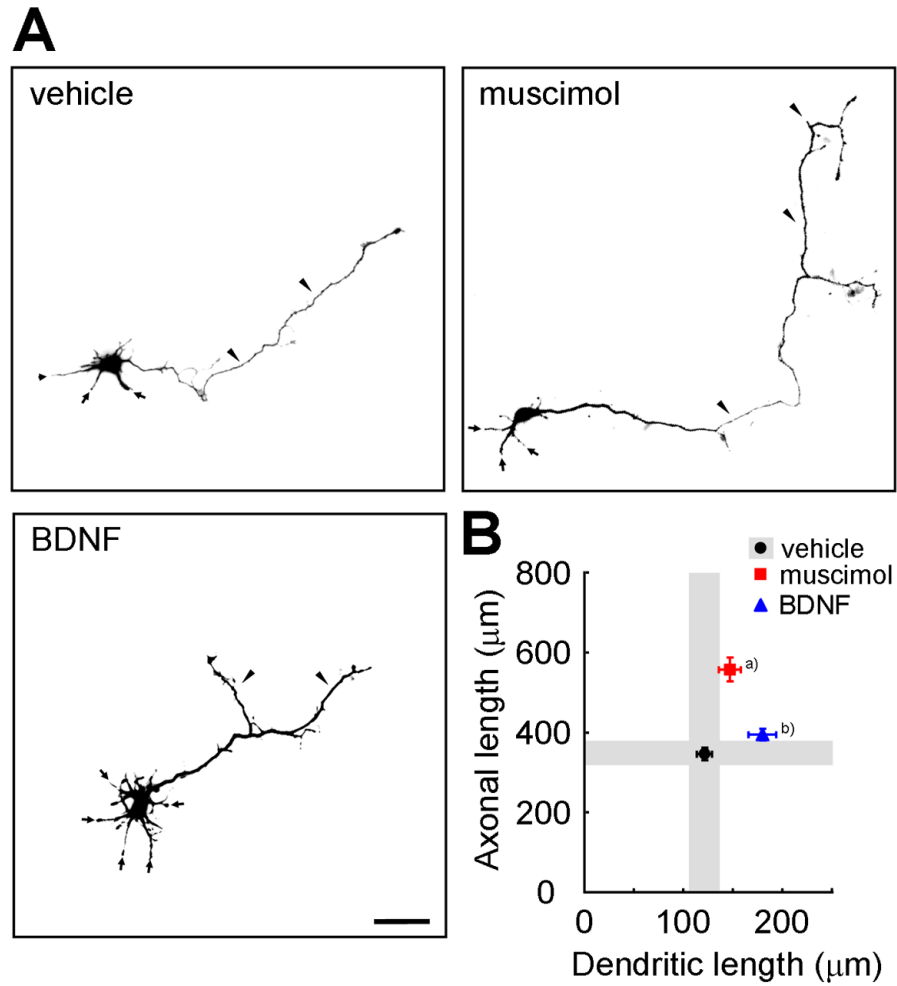 A
vehicle
muscimol
BDNF
B
vehicle
muscimol
BDNF
800
600
400
200
0
Axonal length (μm)
a)
b)
0
100
200
Dendritic length (μm)